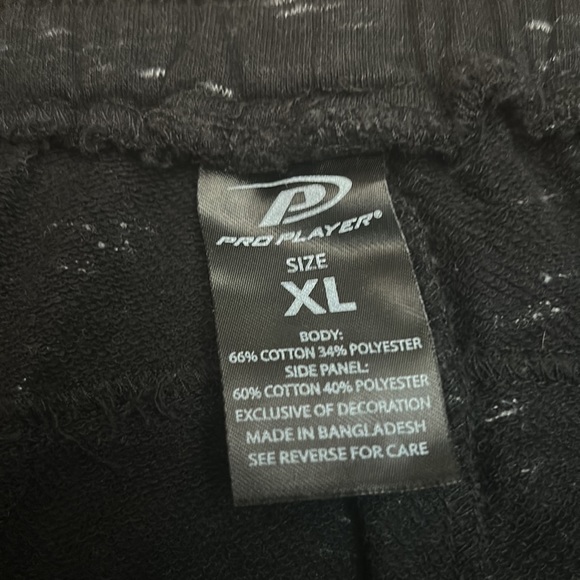 PRO PLAYER®
SIZE
XL
BODY:
66% COTTON 34% POLYESTER
SIDE PANEL:
60% COTTON 40% POLYESTER
EXCLUSIVE OF DECORATION
MADE IN BANGLADESH
SEE REVERSE FOR CARE